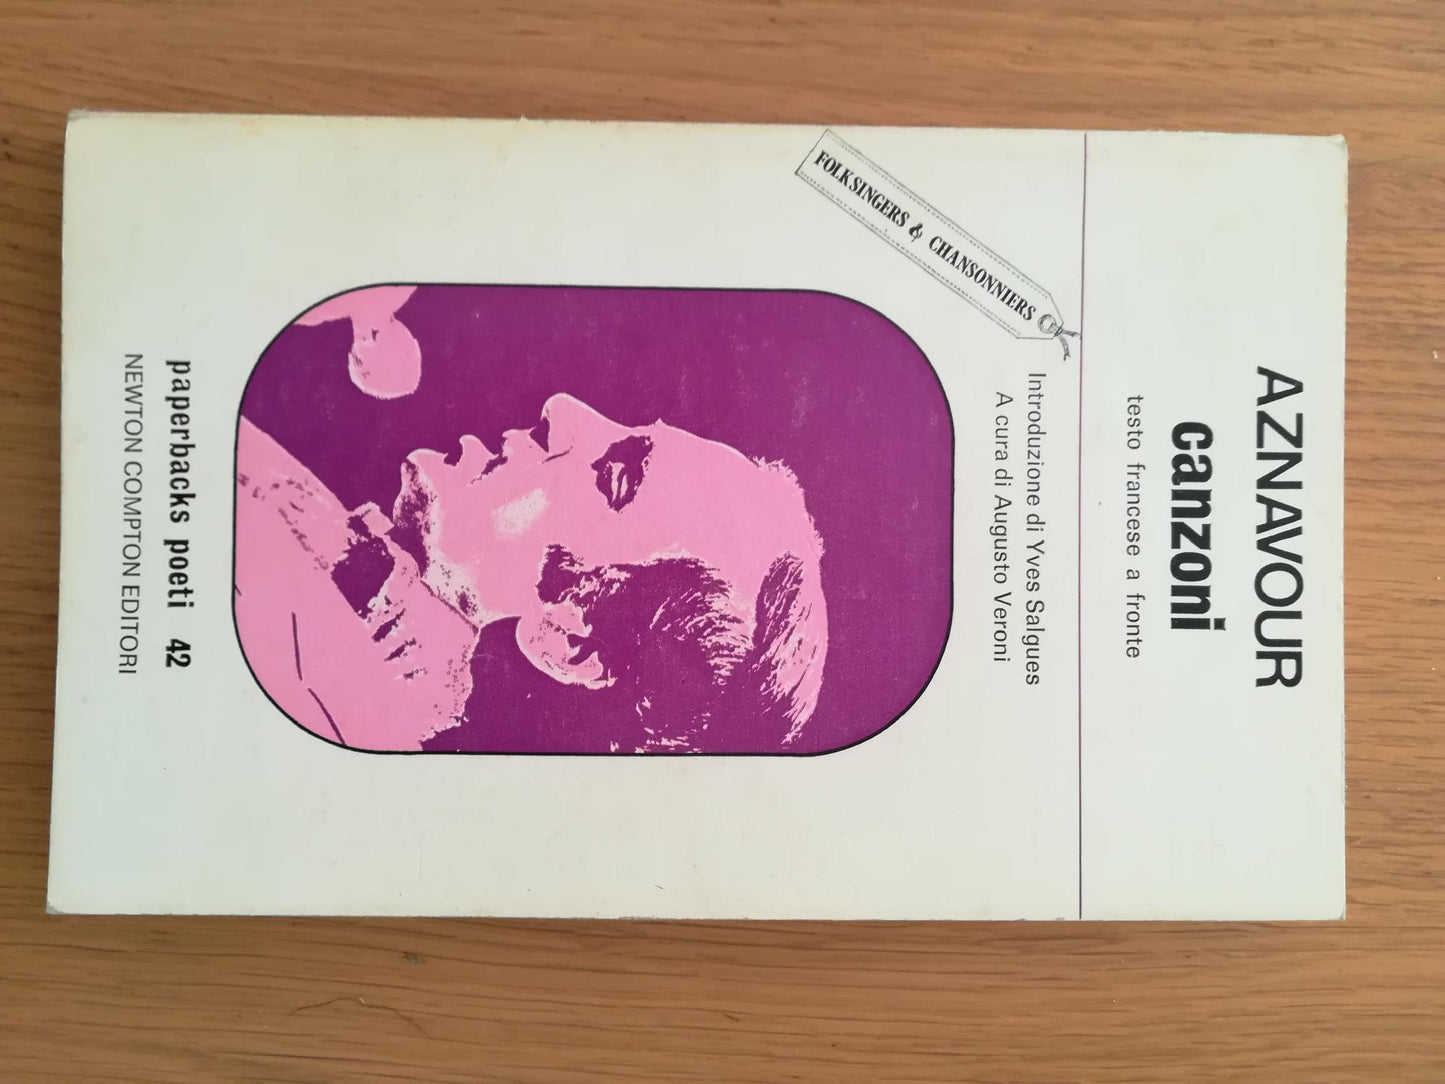 AZNAVOUR
canzoni
testo francese a fronte
FOLKSINGERS & CHANSONNIERS
Introduzione di Yves Salgues
A cura di Augusto Veroni
paperbacks poeti 42
NEWTON COMPTON EDITORI